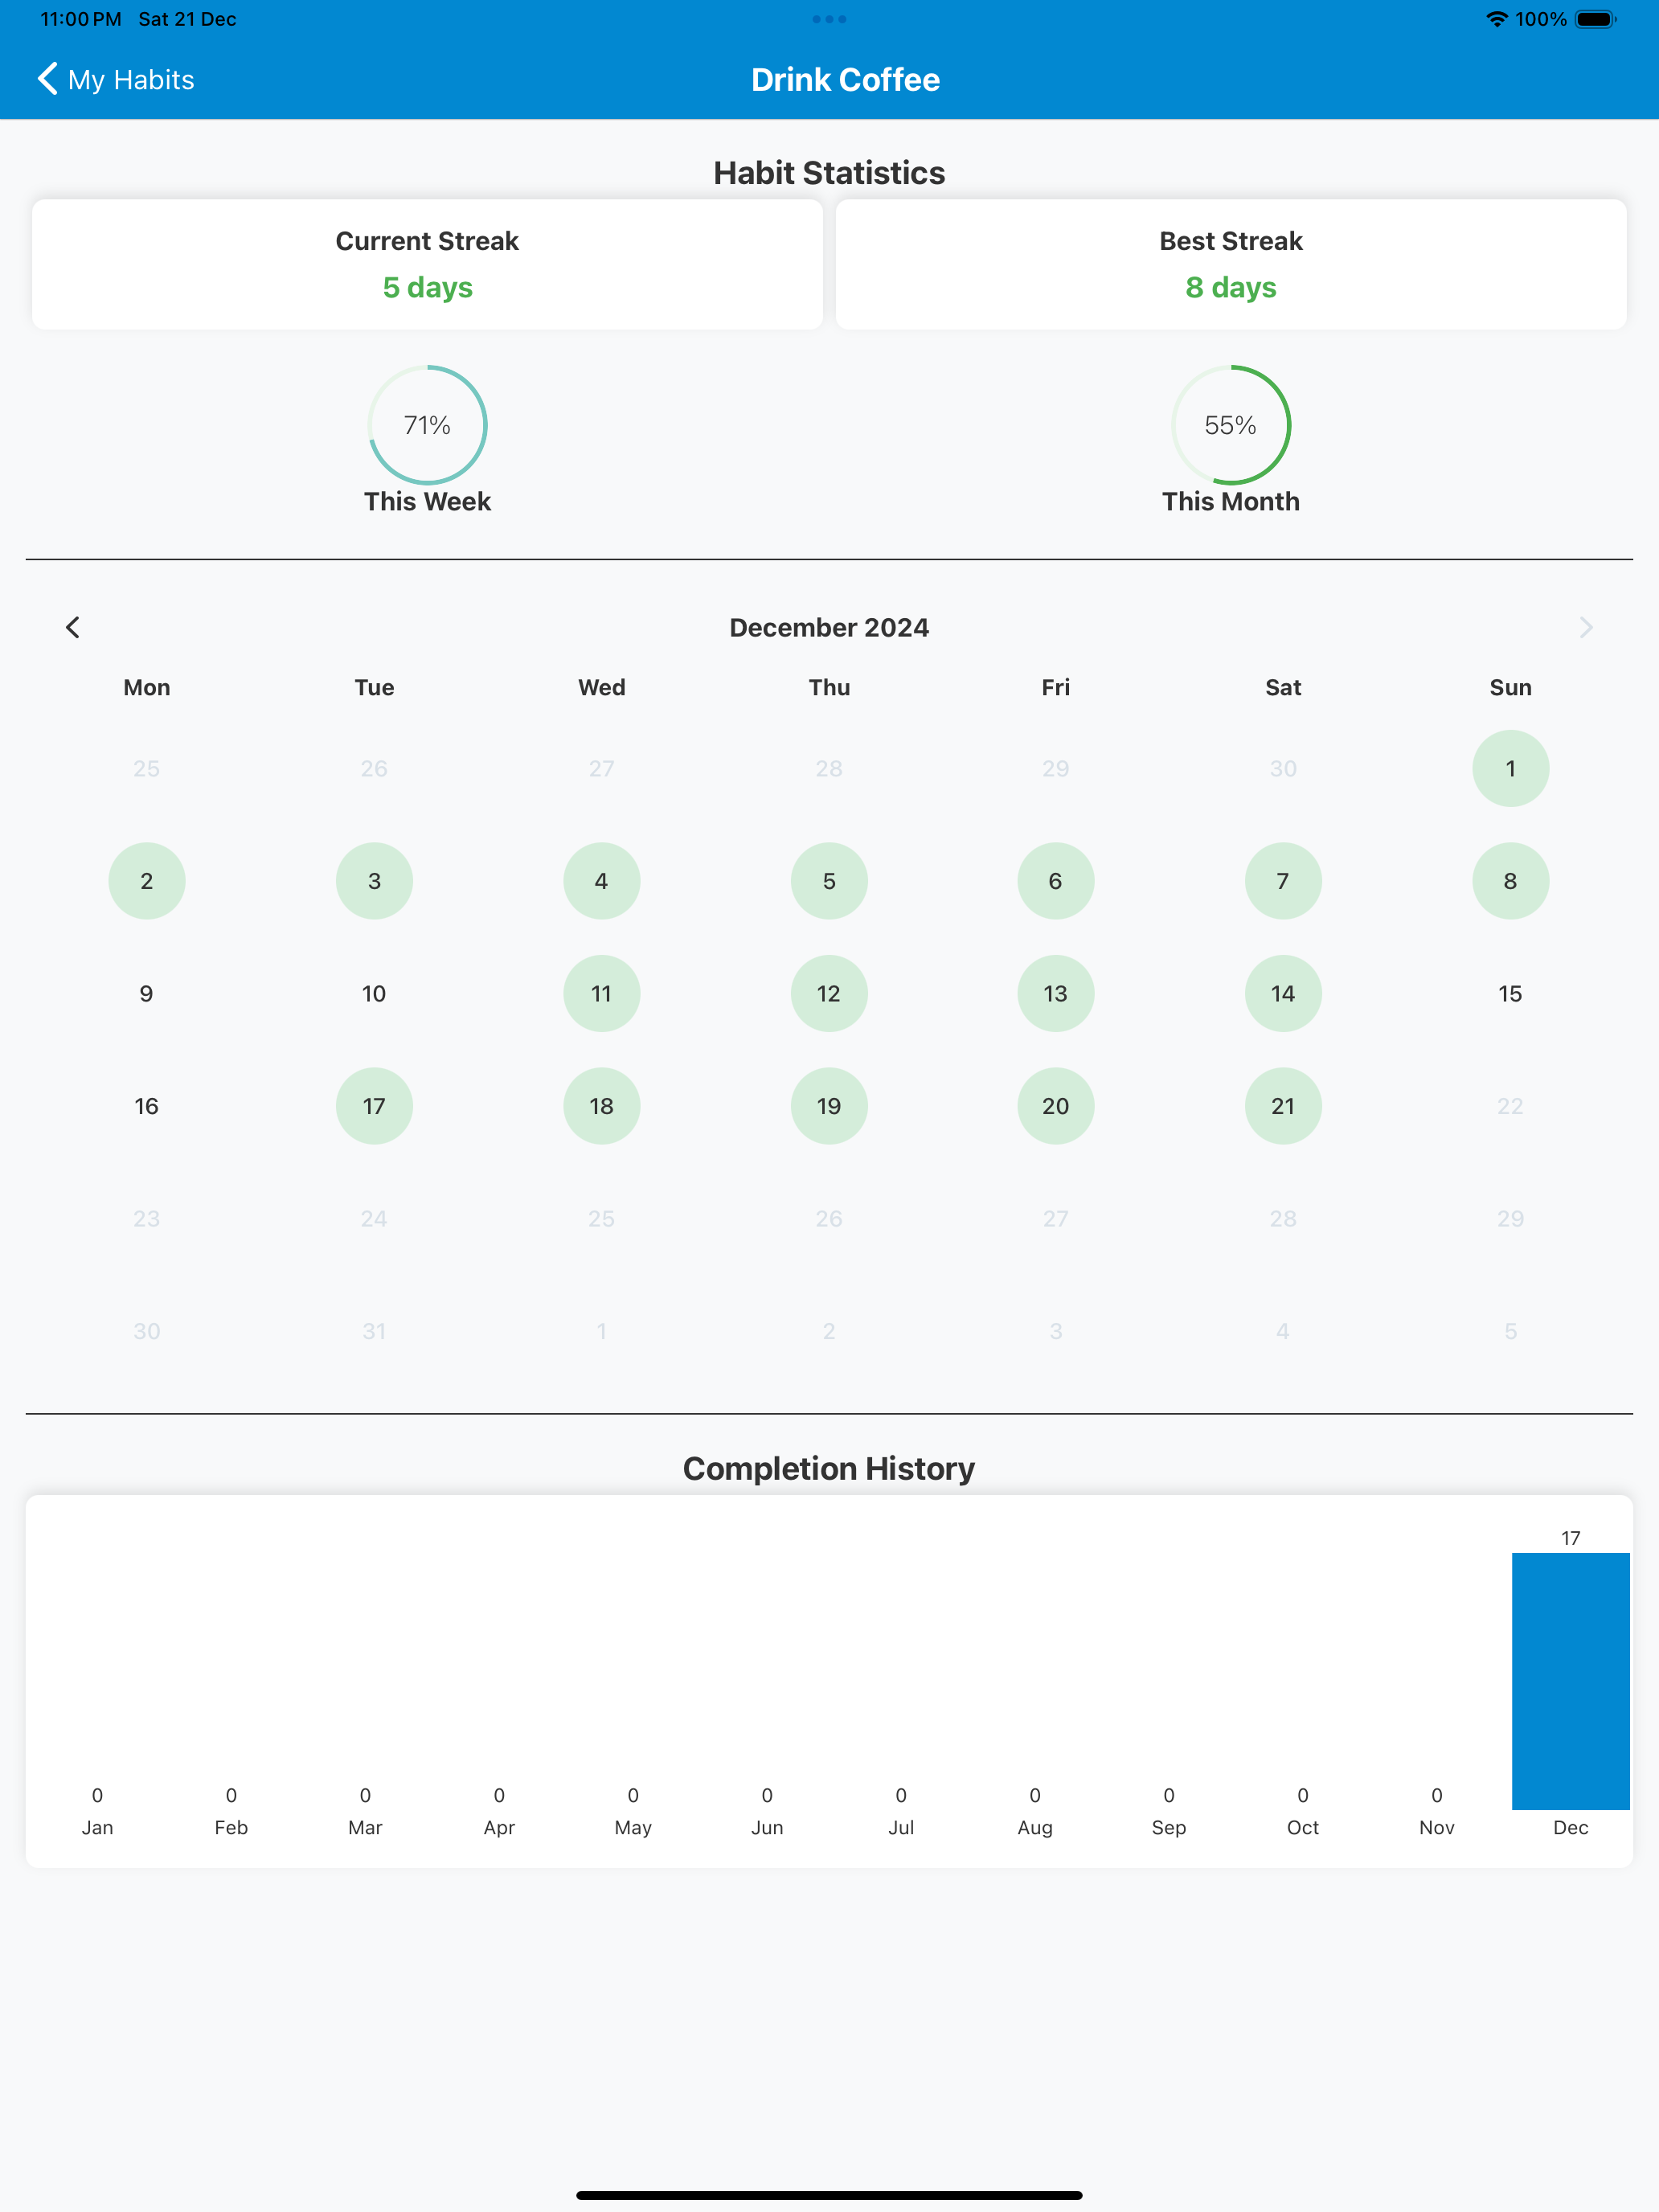 11:00 PM Sat 21 Dec 100%
My Habits Drink Coffee
Habit Statistics
Current Streak Best Streak
5 days 8 days
71% 55%
This Week This Month
December 2024
Mon Tue Wed Thu Fri Sat Sun
25 26 27 28 29 30 1
2 3 4 5 6 7 8
9 10 11 12 13 14 15
16 17 18 19 20 21 22
23 24 25 26 27 28 29
30 31 1 2 3 4 5
Completion History
17
0 0 0 0 0 0 0 0 0 0 0
Jan Feb Mar Apr May Jun Jul Aug Sep Oct Nov Dec